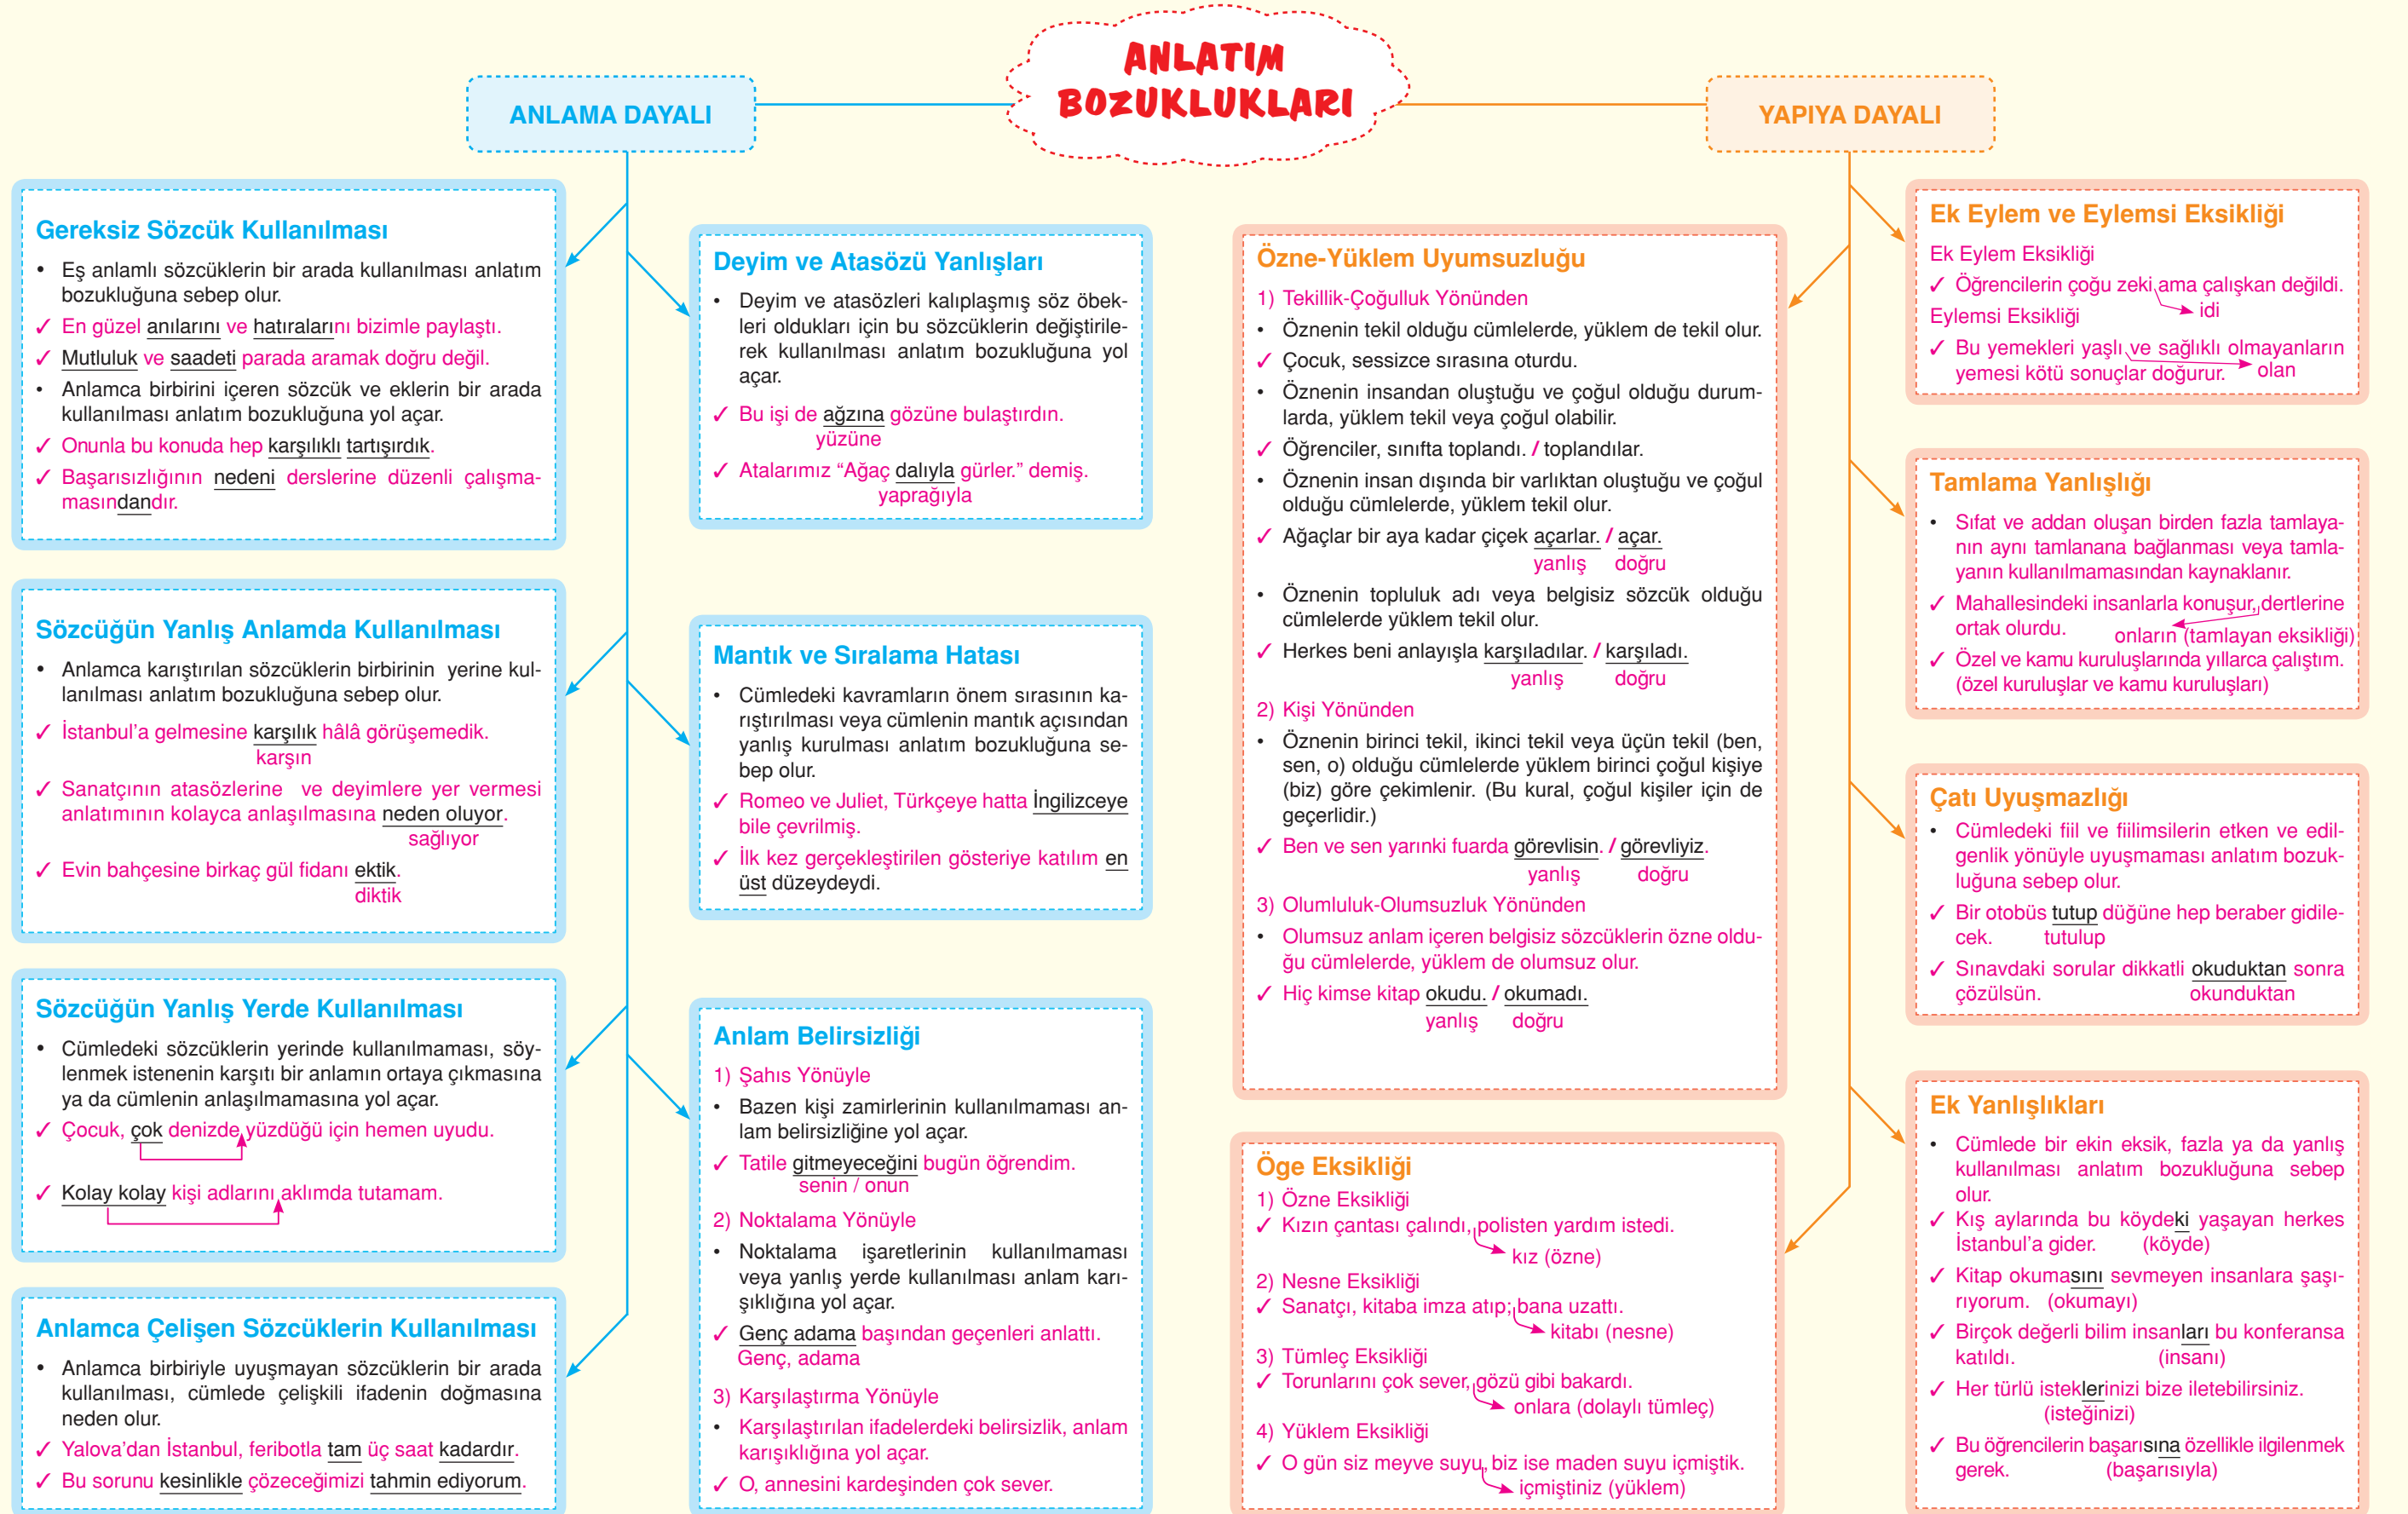 ANLATIM
BOZUKLUKLARI
ANLAMA DAYALI
Gereksiz Sözcük Kullanılması
• Eş anlamlı sözcüklerin bir arada kullanılması anlatım
bozukluğuna sebep olur.
✓ En güzel anılarını ve hatıralarını bizimle paylaştı.
✓ Mutluluk ve saadeti parada aramak doğru değil.
• Anlamca birbirini içeren sözcük ve eklerin bir arada
kullanılması anlatım bozukluğuna yol açar.
✓ Onunla bu konuda hep karşılıklı tartışırdık.
✓ Başarısızlığının nedeni derslerine düzenli çalışma-
masındandır.
Sözcüğün Yanlış Anlamda Kullanılması
• Anlamca karıştırılan sözcüklerin birbirinin yerine kul-
lanılması anlatım bozukluğuna sebep olur.
✓ İstanbul'a gelmesine karşılık hâlâ görüşemedik.
karşın
✓ Sanatçının atasözlerine ve deyimlere yer vermesi
anlatımının kolayca anlaşılmasına neden oluyor.
sağlıyor
✓ Evin bahçesine birkaç gül fidanı ektik.
diktik
Sözcüğün Yanlış Yerde Kullanılması
• Cümledeki sözcüklerin yerinde kullanılmaması, söy-
lenmek istenenin karşıtı bir anlamın ortaya çıkmasına
ya da cümlenin anlaşılmamasına yol açar.
✓ Çocuk, çok denizde yüzdüğü için hemen uyudu.
✓ Kolay kolay kişi adlarını aklımda tutamam.
Anlamca Çelişen Sözcüklerin Kullanılması
• Anlamca birbiriyle uyuşmayan sözcüklerin bir arada
kullanılması, cümlede çelişkili ifadenin doğmasına
neden olur.
✓ Yalova'dan İstanbul, feribotla tam üç saat kadardır.
✓ Bu sorunu kesinlikle çözeceğimizi tahmin ediyorum.
Deyim ve Atasözü Yanlışları
• Deyim ve atasözleri kalıplaşmış söz öbek-
leri oldukları için bu sözcüklerin değiştirile-
rek kullanılması anlatım bozukluğuna yol
açar.
✓ Bu işi de ağzına gözüne bulaştırdın.
yüzüne
✓ Atalarımız “Ağaç dalıyla gürler.” demiş.
yaprağıyla
Mantık ve Sıralama Hatası
• Cümledeki kavramların önem sırasının ka-
rıştırılması veya cümlenin mantık açısından
yanlış kurulması anlatım bozukluğuna se-
bep olur.
✓ Romeo ve Juliet, Türkçeye hatta İngilizceye
bile çevrilmiş.
✓ İlk kez gerçekleştirilen gösteriye katılım en
üst düzeydeydi.
Anlam Belirsizliği
1) Şahıs Yönüyle
• Bazen kişi zamirlerinin kullanılmaması an-
lam belirsizliğine yol açar.
✓ Tatile gitmeyeceğini bugün öğrendim.
senin / onun
2) Noktalama Yönüyle
• Noktalama işaretlerinin kullanılmaması
veya yanlış yerde kullanılması anlam karı-
şıklığına yol açar.
✓ Genç adama başından geçenleri anlattı.
Genç, adama
3) Karşılaştırma Yönüyle
• Karşılaştırılan ifadelerdeki belirsizlik, anlam
karışıklığına yol açar.
✓ O, annesini kardeşinden çok sever.
YAPIYA DAYALI
Özne-Yüklem Uyumsuzluğu
1) Tekillik-Çoğulluk Yönünden
• Öznenin tekil olduğu cümlelerde, yüklem de tekil olur.
✓ Çocuk, sessizce sırasına oturdu.
• Öznenin insandan oluştuğu ve çoğul olduğu durum-
larda, yüklem tekil veya çoğul olabilir.
✓ Öğrenciler, sınıfta toplandı. / toplandılar.
• Öznenin insan dışında bir varlıktan oluştuğu ve çoğul
olduğu cümlelerde, yüklem tekil olur.
✓ Ağaçlar bir aya kadar çiçek açarlar. / açar.
yanlış doğru
• Öznenin topluluk adı veya belgisiz sözcük olduğu
cümlelerde yüklem tekil olur.
✓ Herkes beni anlayışla karşıladılar. / karşıladı.
yanlış doğru
2) Kişi Yönünden
• Öznenin birinci tekil, ikinci tekil veya üçün tekil (ben,
sen, o) olduğu cümlelerde yüklem birinci çoğul kişiye
(biz) göre çekimlenir. (Bu kural, çoğul kişiler için de
geçerlidir.)
✓ Ben ve sen yarınki fuarda görevlisin. / görevliyiz.
yanlış doğru
3) Olumluluk-Olumsuzluk Yönünden
• Olumsuz anlam içeren belgisiz sözcüklerin özne oldu-
ğu cümlelerde, yüklem de olumsuz olur.
✓ Hiç kimse kitap okudu. / okumadı.
yanlış doğru
Öge Eksikliği
1) Özne Eksikliği
✓ Kızın çantası çalındı, polisten yardım istedi.
kız (özne)
2) Nesne Eksikliği
✓ Sanatçı, kitaba imza atıp; bana uzattı.
kitabı (nesne)
3) Tümleç Eksikliği
✓ Torunlarını çok sever, gözü gibi bakardı.
onlara (dolaylı tümleç)
4) Yüklem Eksikliği
✓ O gün siz meyve suyu, biz ise maden suyu içmiştik.
içmiştiniz (yüklem)
Ek Eylem ve Eylemsi Eksikliği
Ek Eylem Eksikliği
✓ Öğrencilerin çoğu zeki ama çalışkan değildi.
idi
Eylemsi Eksikliği
✓ Bu yemekleri yaşlı ve sağlıklı olmayanların
yemesi kötü sonuçlar doğurur. olan
Tamlama Yanlışlığı
• Sıfat ve addan oluşan birden fazla tamlaya-
nın aynı tamlanana bağlanması veya tamla-
yanın kullanılmamasından kaynaklanır.
✓ Mahallesindeki insanlarla konuşur, dertlerine
ortak olurdu. onların (tamlayan eksikliği)
✓ Özel ve kamu kuruluşlarında yıllarca çalıştım.
(özel kuruluşlar ve kamu kuruluşları)
Çatı Uyuşmazlığı
• Cümledeki fiil ve fiilimsilerin etken ve edil-
genlik yönüyle uyuşmaması anlatım bozuk-
luğuna sebep olur.
✓ Bir otobüs tutup düğüne hep beraber gidile-
cek. tutulup
✓ Sınavdaki sorular dikkatli okuduktan sonra
çözülsün. okunduktan
Ek Yanlışlıkları
• Cümlede bir ekin eksik, fazla ya da yanlış
kullanılması anlatım bozukluğuna sebep
olur.
✓ Kış aylarında bu köydeki yaşayan herkes
İstanbul'a gider. (köyde)
✓ Kitap okumasını sevmeyen insanlara şaşı-
rıyorum. (okumayı)
✓ Birçok değerli bilim insanları bu konferansa
katıldı. (insanı)
✓ Her türlü isteklerinizi bize iletebilirsiniz.
(isteğinizi)
✓ Bu öğrencilerin başarısına özellikle ilgilenmek
gerek. (başarısıyla)